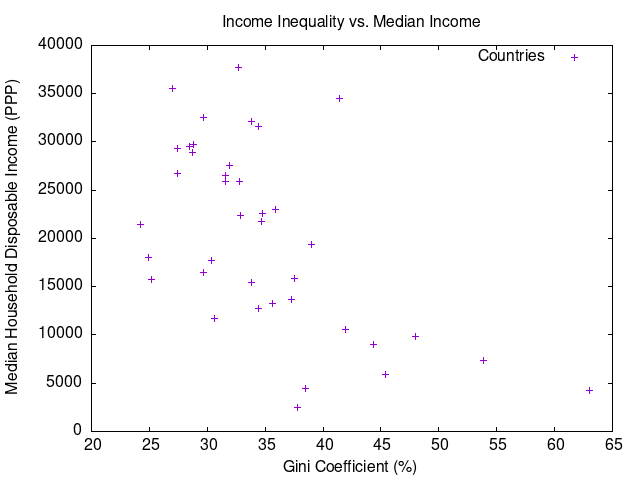 Income Inequality vs. Median Income
Countries
Median Household Disposable Income (PPP)
40000
35000
30000
25000
20000
15000
10000
5000
0
20 25 30 35 40 45 50 55 60 65
Gini Coefficient (%)